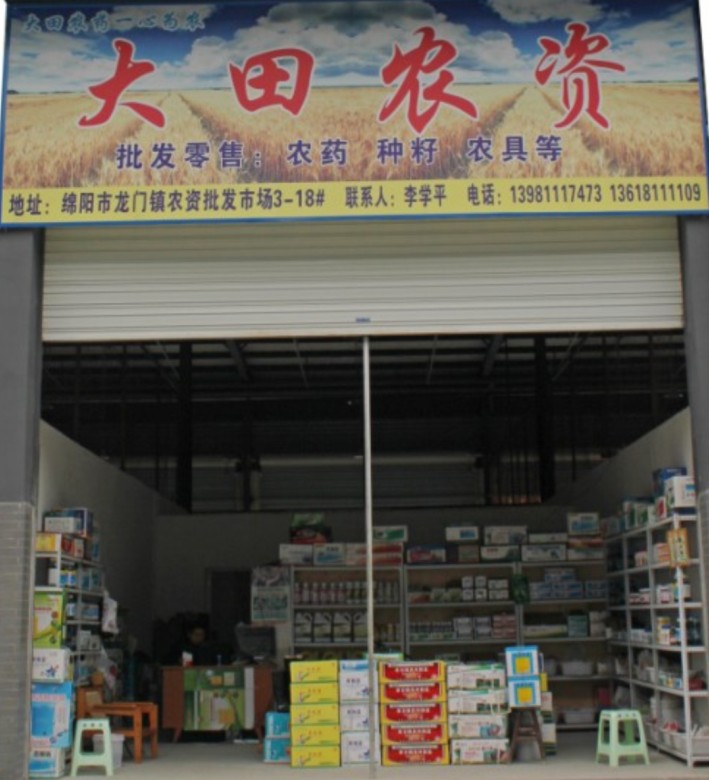 大田农药一心为农
大田农资
批发零售：农药 种籽 农具等
地址：绵阳市龙门镇农资批发市场3-18# 联系人：李学平 电话：13981117473 13618111109